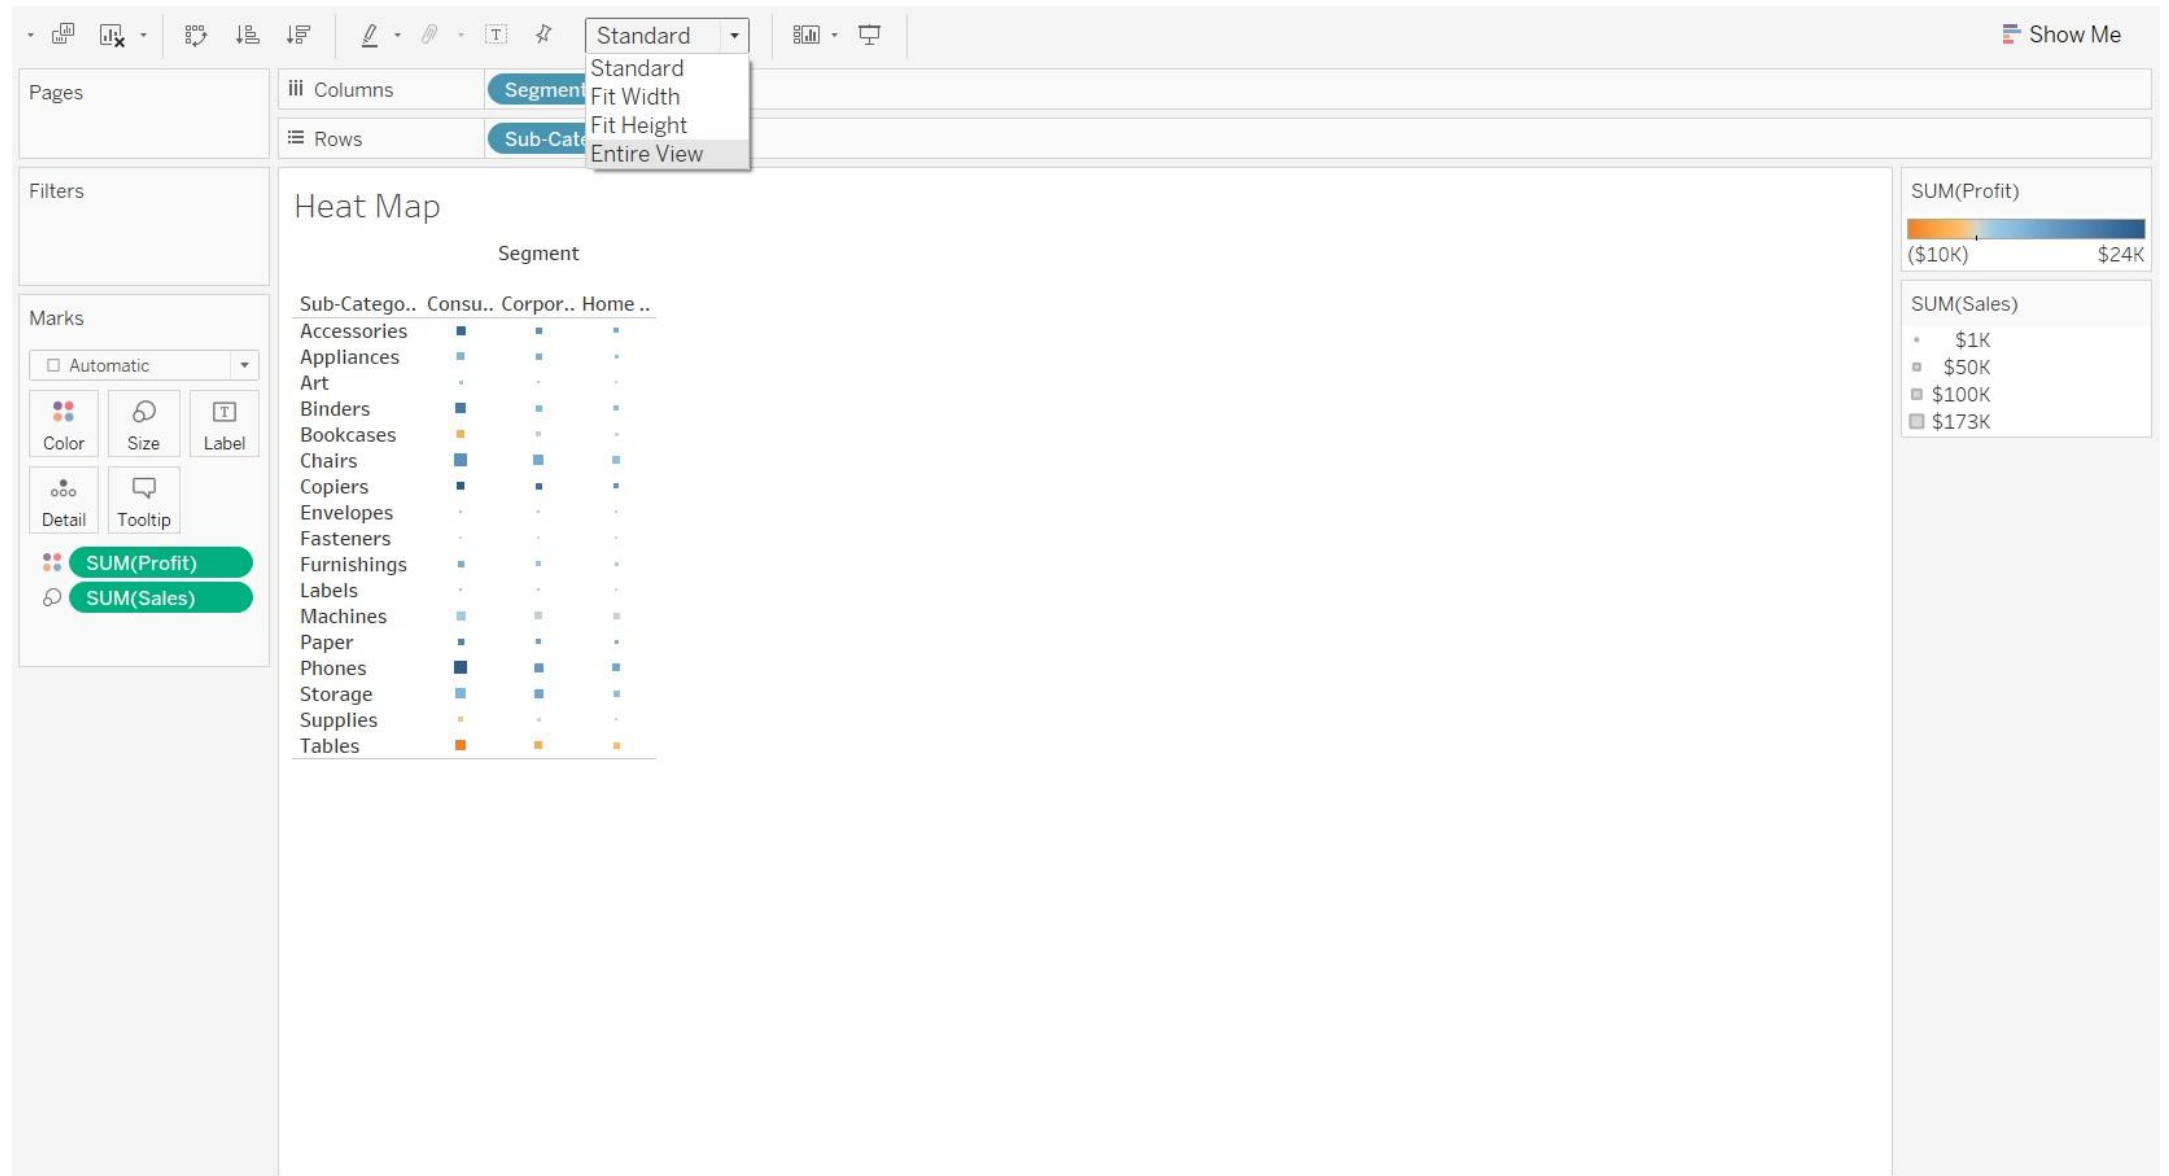 Standard
Show Me
Standard
Fit Width
Fit Height
Entire View
Pages
iii Columns
Segment
Rows
Sub-Cate
Filters
Heat Map
Segment
Sub-Catego.. Consu.. Corpor.. Home ..
Accessories
Appliances
Art
Binders
Bookcases
Chairs
Copiers
Envelopes
Fasteners
Furnishings
Labels
Machines
Paper
Phones
Storage
Supplies
Tables
Marks
Automatic
Color Size Label
Detail Tooltip
SUM(Profit)
SUM(Sales)
SUM(Profit)
($10K) $24K
SUM(Sales)
$1K
$50K
$100K
$173K